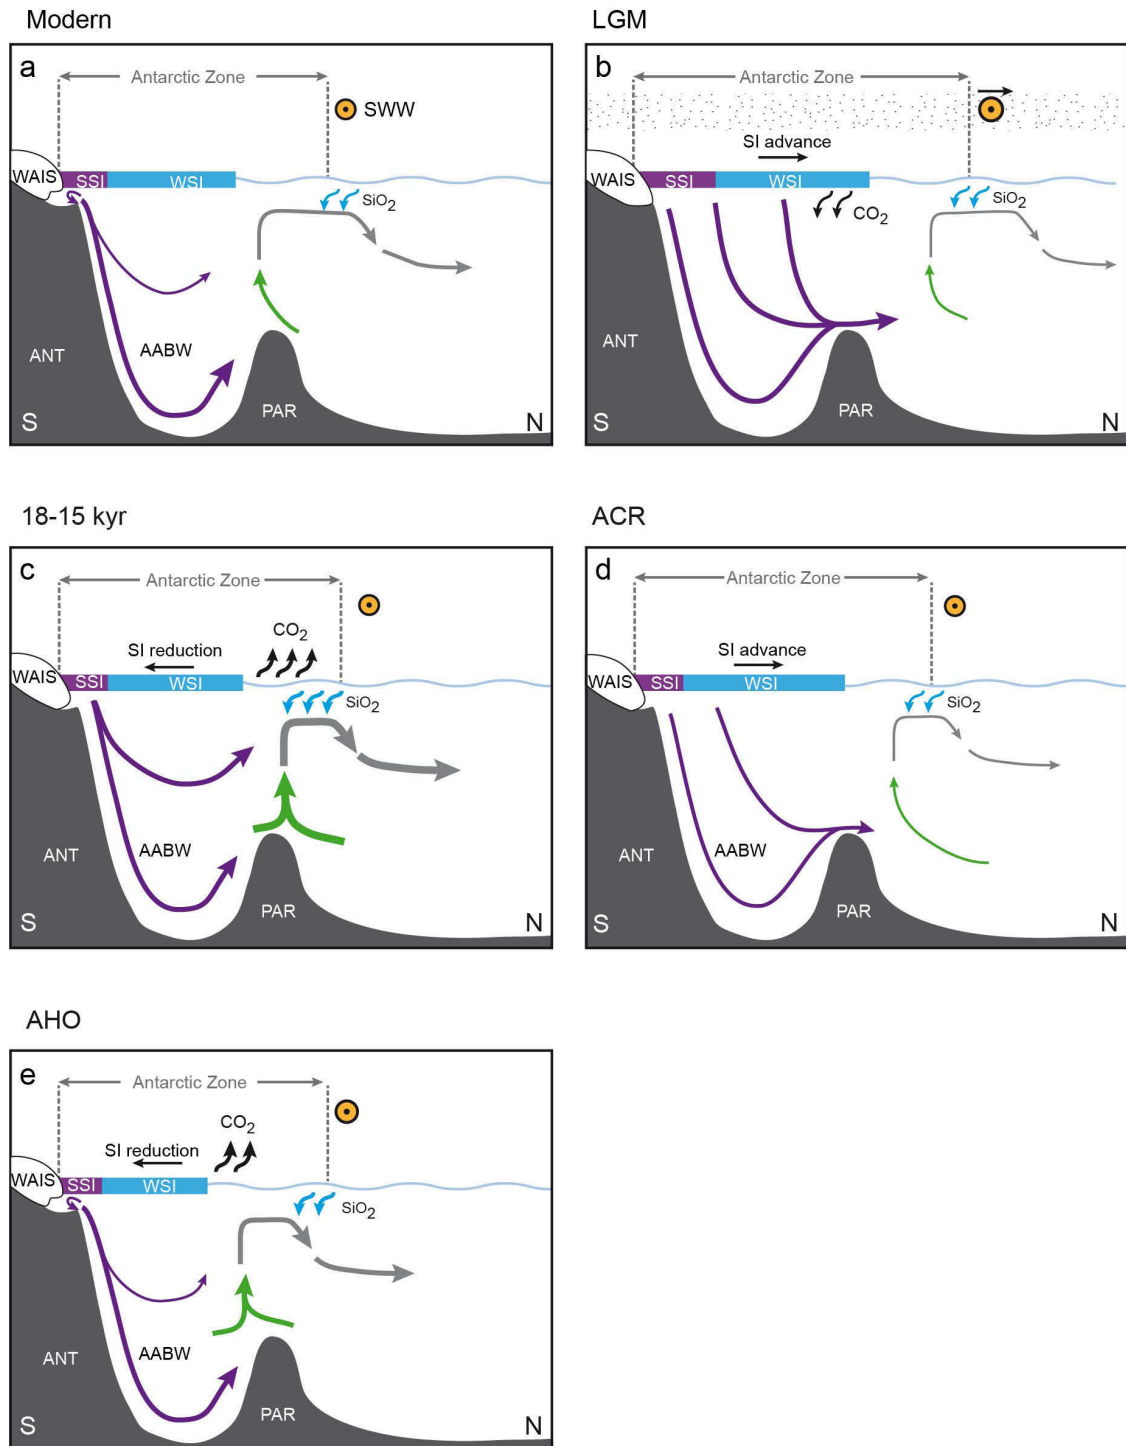 Modern
a
Antarctic Zone
SWW
WAIS
SSI
WSI
SiO2
ANT
AABW
PAR
S
N
LGM
b
Antarctic Zone
SI advance
WAIS
SSI
WSI
CO2
SiO2
ANT
PAR
S
N
18-15 kyr
c
Antarctic Zone
CO2
SI reduction
WAIS
SSI
WSI
SiO2
AABW
ANT
PAR
S
N
ACR
d
Antarctic Zone
SI advance
WAIS
SSI
WSI
SiO2
AABW
ANT
PAR
S
N
AHO
e
Antarctic Zone
CO2
SI reduction
WAIS
SSI
WSI
SiO2
AABW
ANT
PAR
S
N